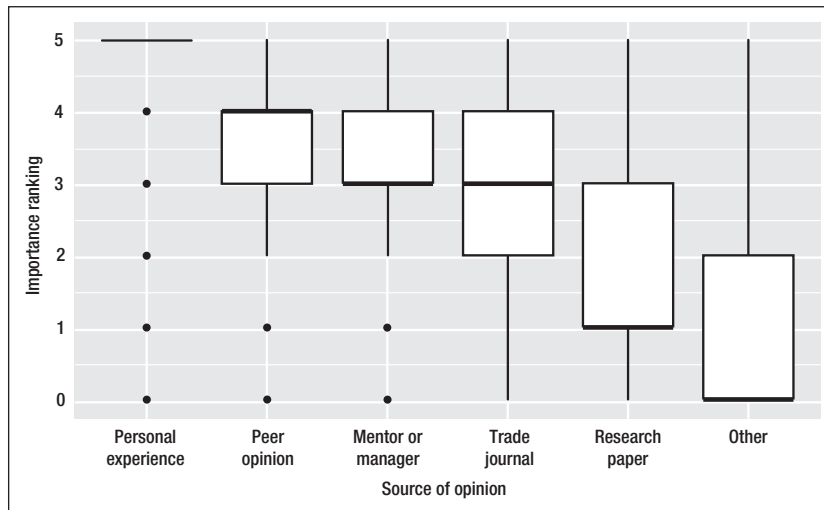 Importance ranking
5
4
3
2
1
0
Personal
experience
Peer
opinion
Mentor or
manager
Trade
journal
Research
paper
Other
Source of opinion